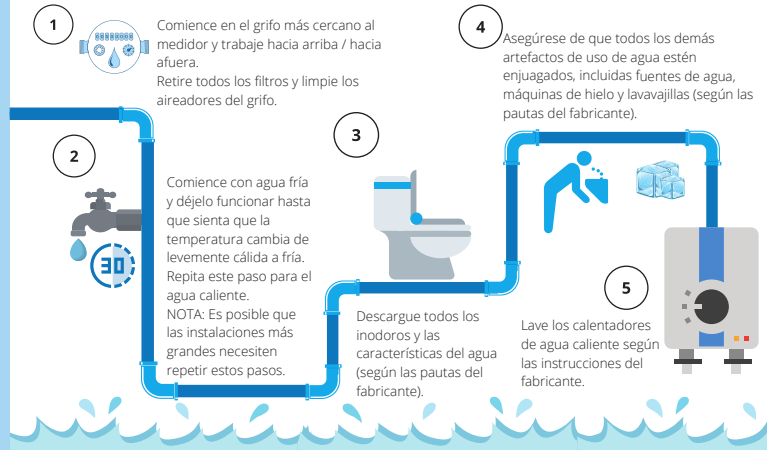 1
Comience en el grifo más cercano al
medidor y trabaje hacia arriba / hacia
afuera.
Retire todos los filtros y limpie los
aireadores del grifo.
2
30
Comience con agua fría
y déjelo funcionar hasta
que sienta que la
temperatura cambia de
levemente cálida a fría.
Repita este paso para el
agua caliente.
NOTA: Es posible que
las instalaciones más
grandes necesiten
repetir estos pasos.
3
Descargue todos los
inodoros y las
características del agua
(según las pautas del
fabricante).
4
Asegúrese de que todos los demás
artefactos de uso de agua estén
enjuagados, incluidas fuentes de agua,
máquinas de hielo y lavavajillas (según las
pautas del fabricante).
5
Lave los calentadores
de agua caliente según
las instrucciones del
fabricante.